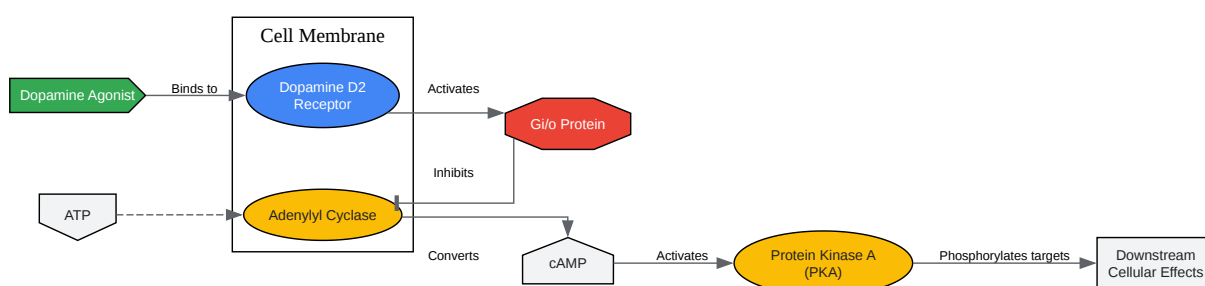 Cell Membrane
Dopamine Agonist
Binds to
Dopamine D2
Receptor
Activates
Gi/o Protein
Inhibits
ATP
Adenylyl Cyclase
Converts
cAMP
Activates
Protein Kinase A
(PKA)
Phosphorylates targets
Downstream
Cellular Effects